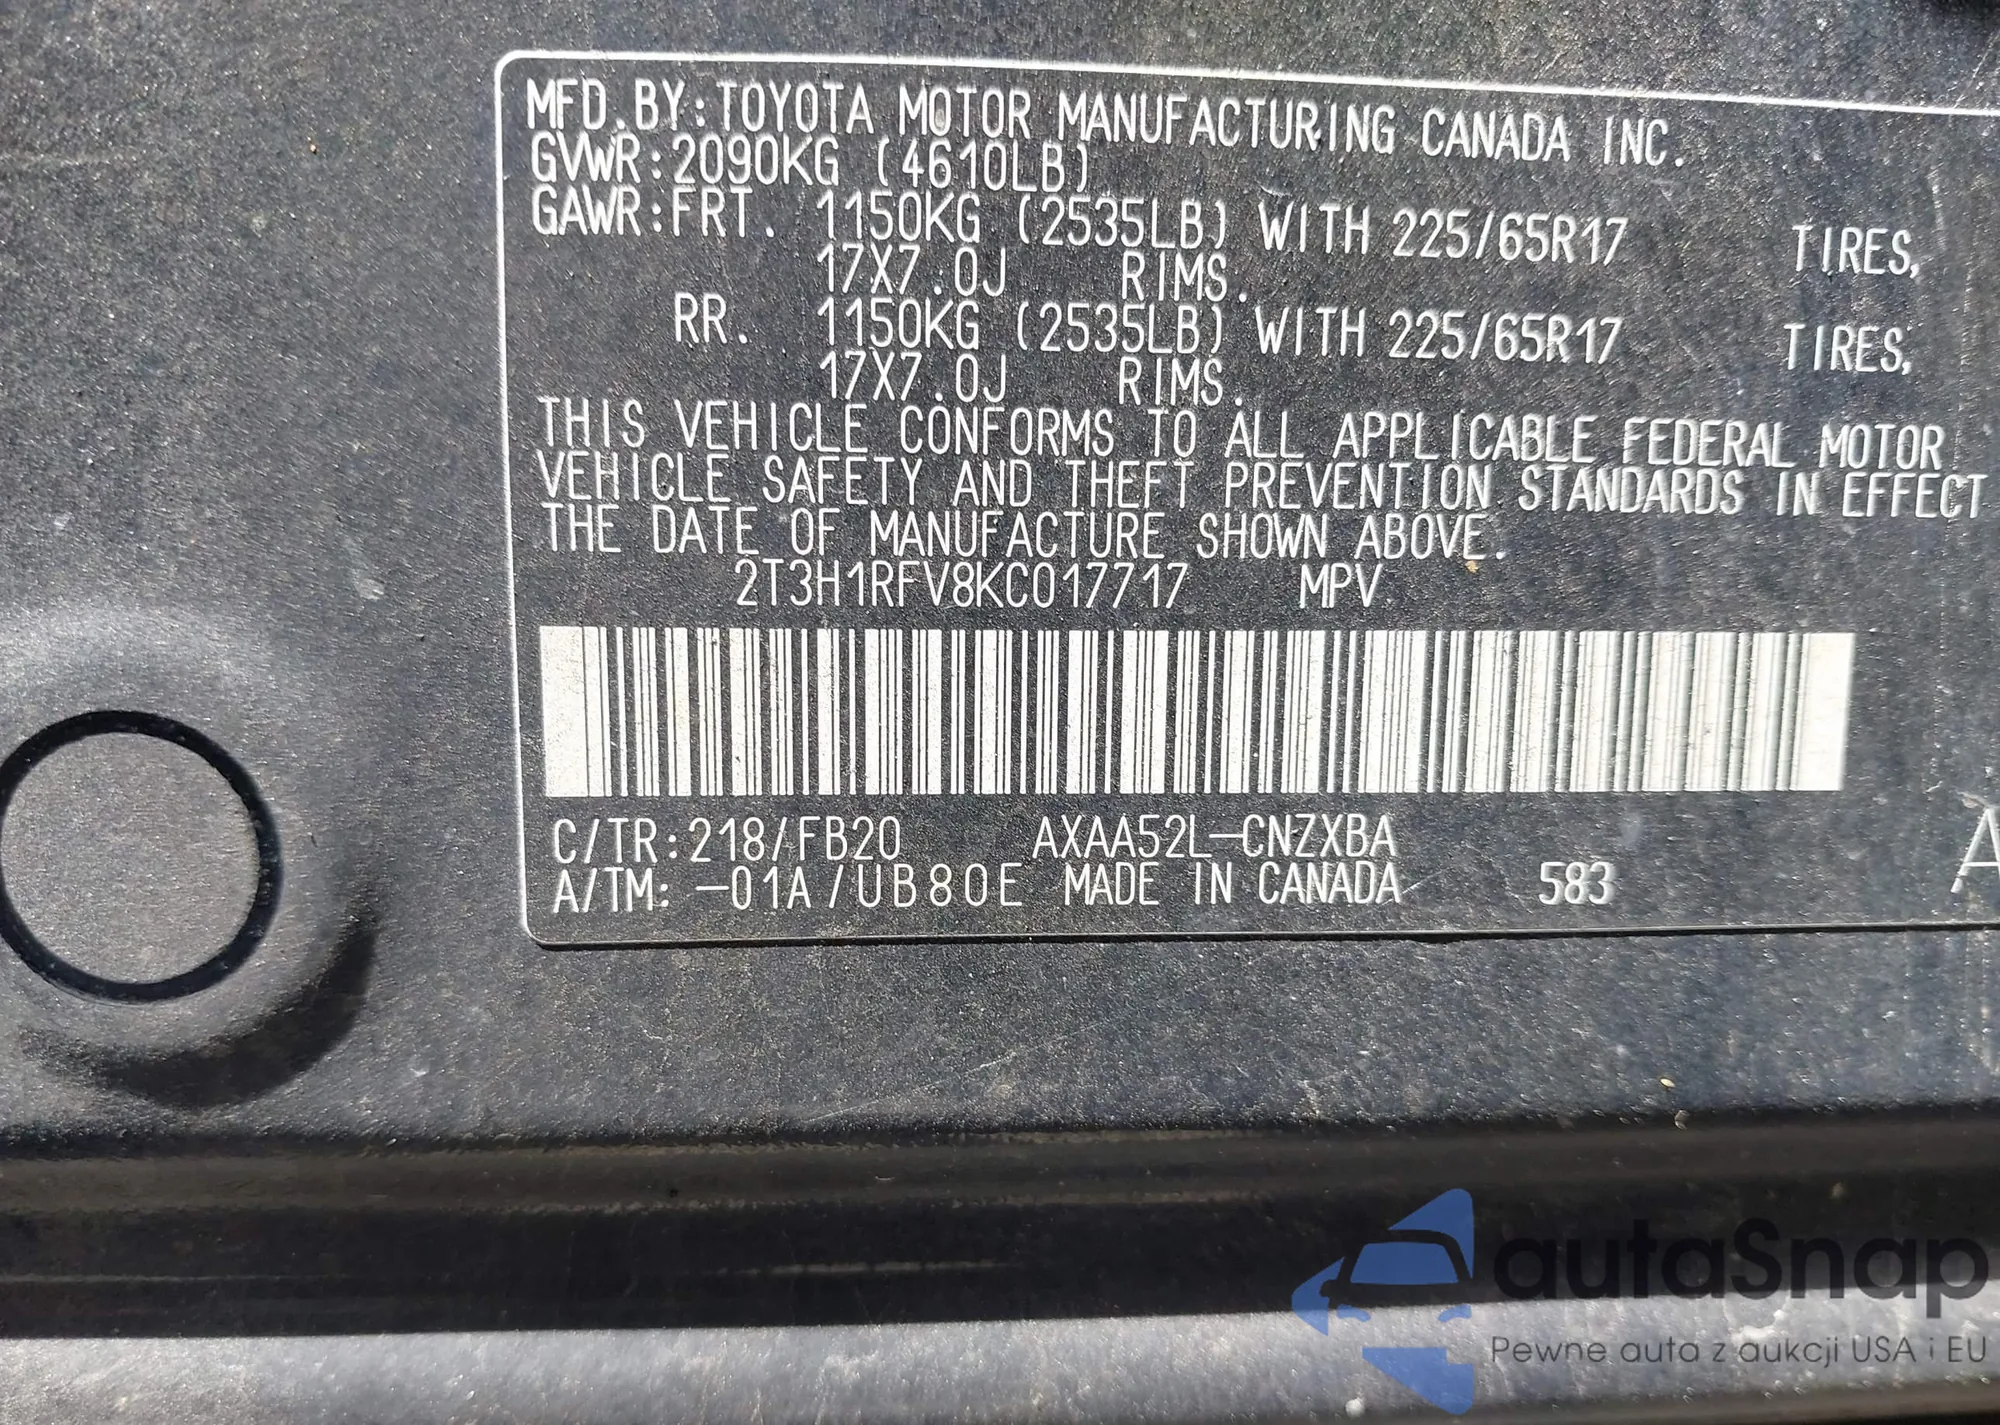 MFD.BY:TOYOTA MOTOR MANUFACTURING CANADA INC.
GVWR:2090KG (4610LB)
GAWR:FRT. 1150KG (2535LB) WITH 225/65R17 TIRES,
17X7.0J RIMS.
RR. 1150KG (2535LB) WITH 225/65R17 TIRES,
17X7.0J RIMS.
THIS VEHICLE CONFORMS TO ALL APPLICABLE FEDERAL MOTOR
VEHICLE SAFETY AND THEFT PREVENTION STANDARDS IN EFFECT
THE DATE OF MANUFACTURE SHOWN ABOVE.
2T3H1RFV8KC017717 MPV
C/TR:218/FB20 AXAA52L-CNZXBA
A/TM:-01A/UB80E MADE IN CANADA 583 A
autaSnap
Pewne auta z aukcji USA i EU